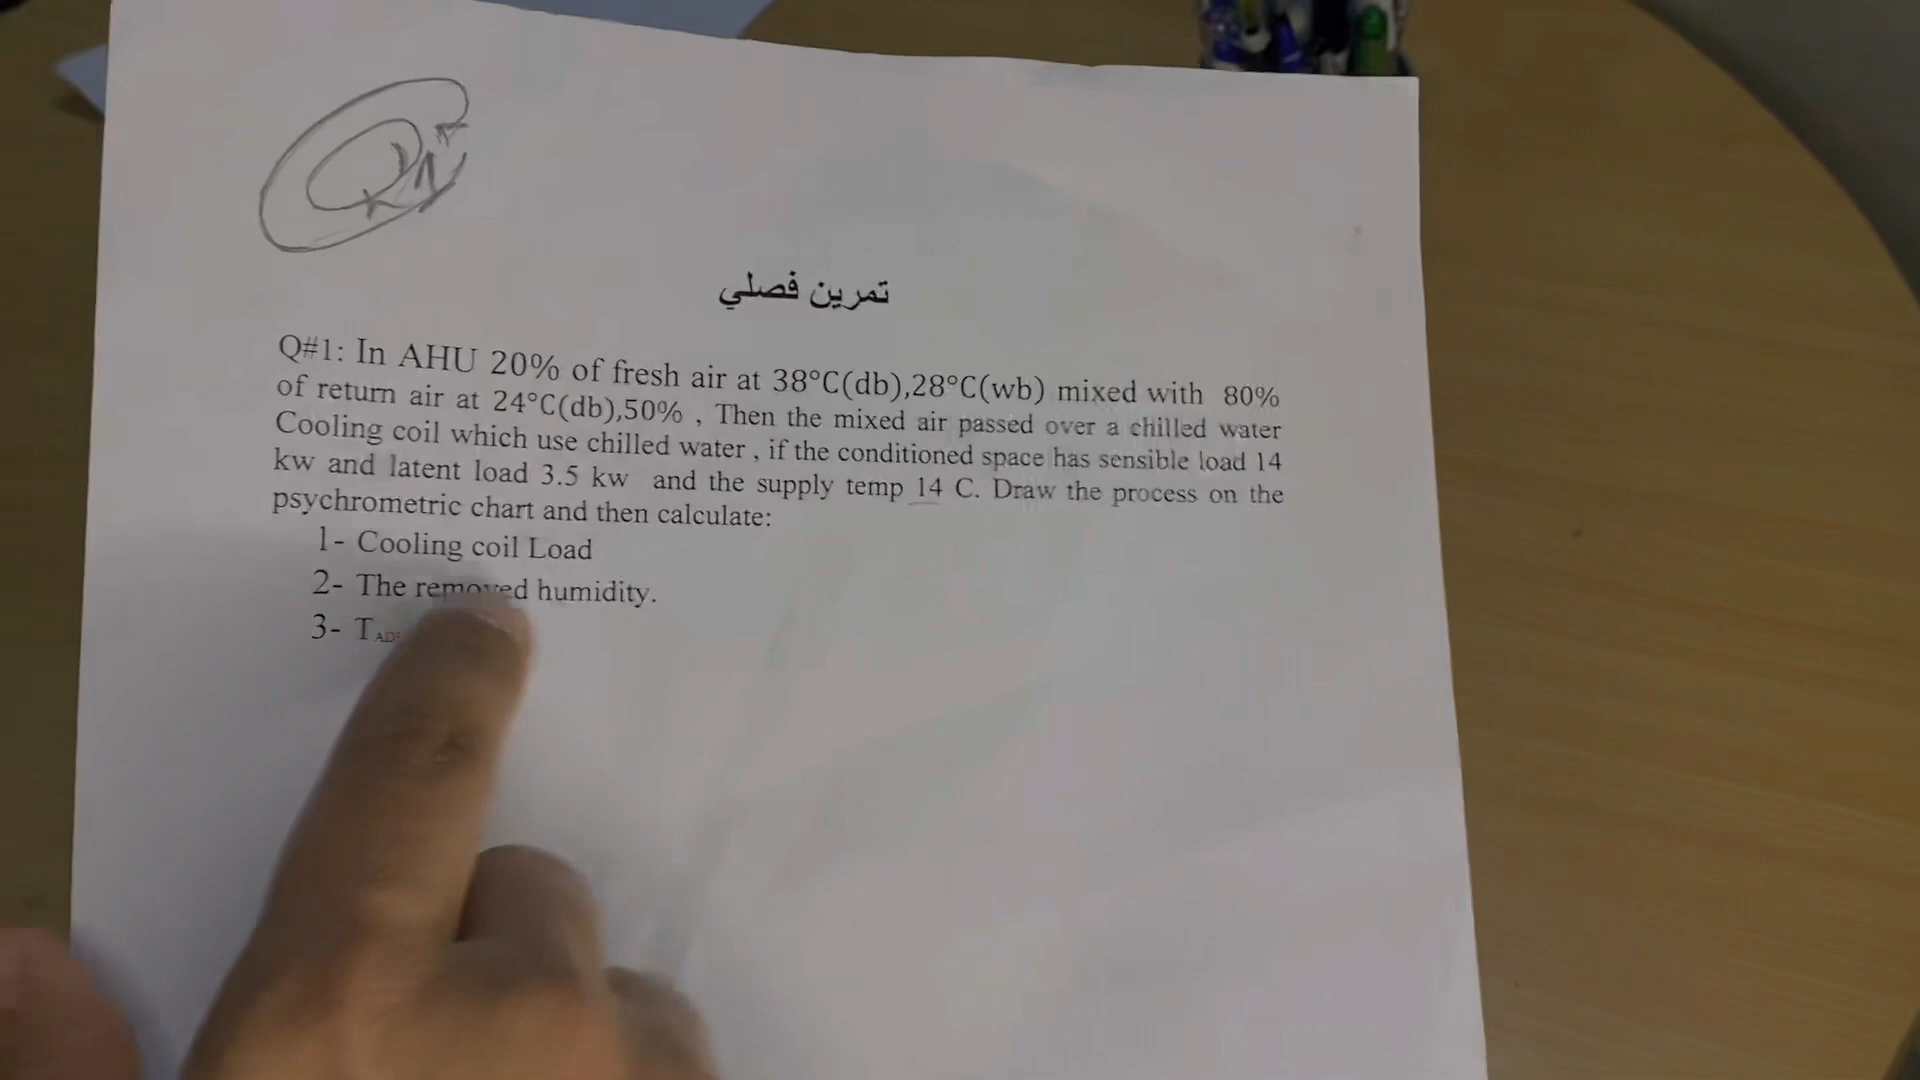 تمرين فصلي
Q#1: In AHU 20% of fresh air at 38°C(db),28°C(wb) mixed with 80%
of return air at 24°C(db),50% , Then the mixed air passed over a chilled water
Cooling coil which use chilled water , if the conditioned space has sensible load 14
kw and latent load 3.5 kw and the supply temp 14 C. Draw the process on the
psychrometric chart and then calculate:
1- Cooling coil Load
2- The removed humidity.
3-